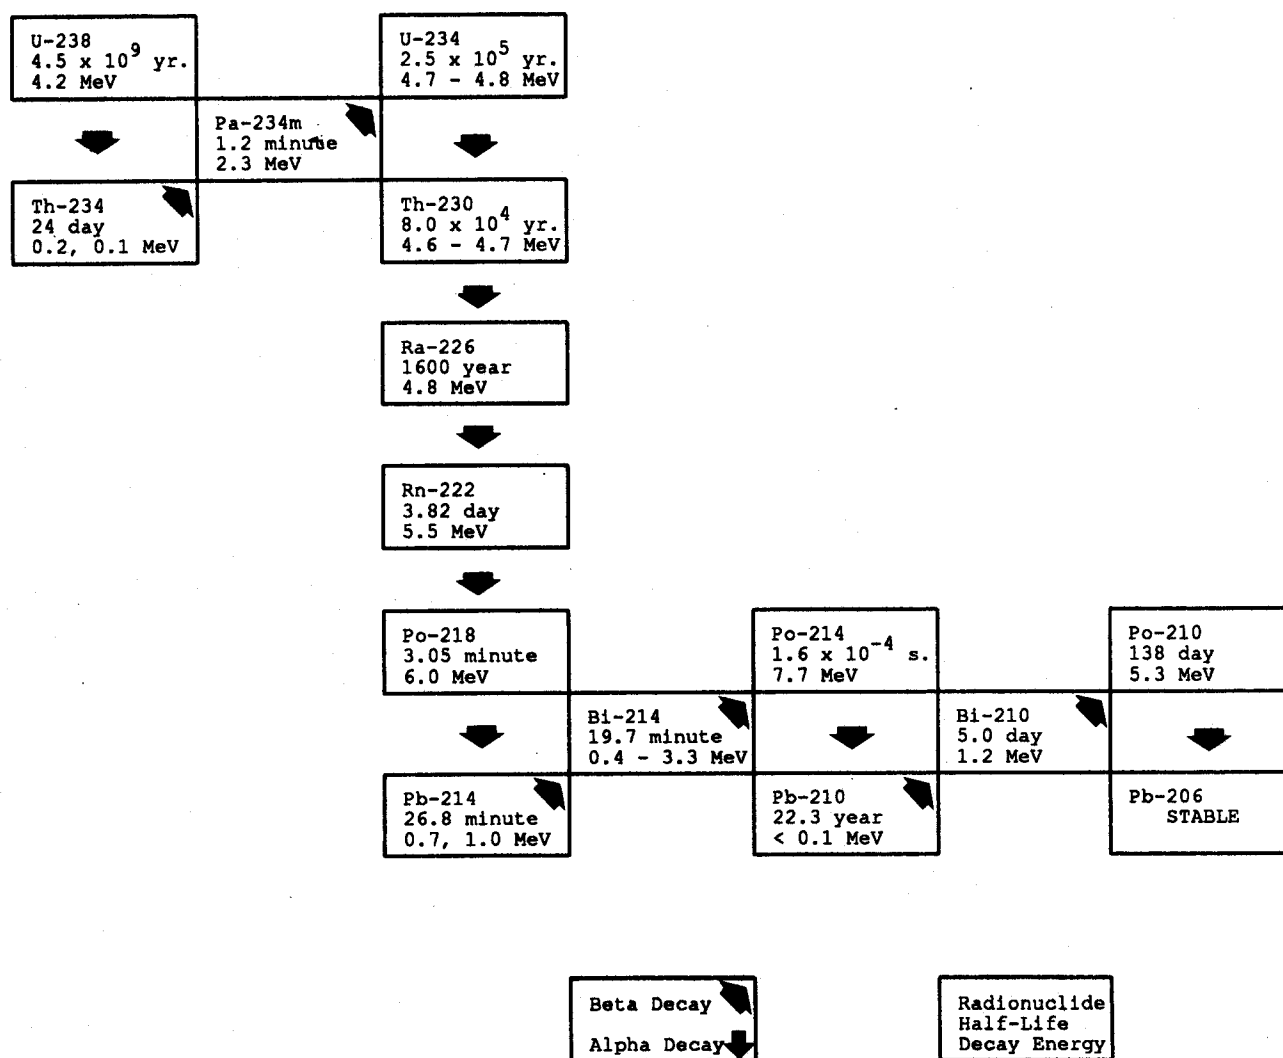 U-238
4.5 x 10^9 yr.
4.2 MeV
U-234
2.5 x 10^5 yr.
4.7 - 4.8 MeV
Pa-234m
1.2 minute
2.3 MeV
Th-234
24 day
0.2, 0.1 MeV
Th-230
8.0 x 10^4 yr.
4.6 - 4.7 MeV
Ra-226
1600 year
4.8 MeV
Rn-222
3.82 day
5.5 MeV
Po-218
3.05 minute
6.0 MeV
Po-214
1.6 x 10^-4 s.
7.7 MeV
Po-210
138 day
5.3 MeV
Bi-214
19.7 minute
0.4 - 3.3 MeV
Bi-210
5.0 day
1.2 MeV
Pb-214
26.8 minute
0.7, 1.0 MeV
Pb-210
22.3 year
< 0.1 MeV
Pb-206
STABLE
Beta Decay
Alpha Decay
Radionuclide
Half-Life
Decay Energy